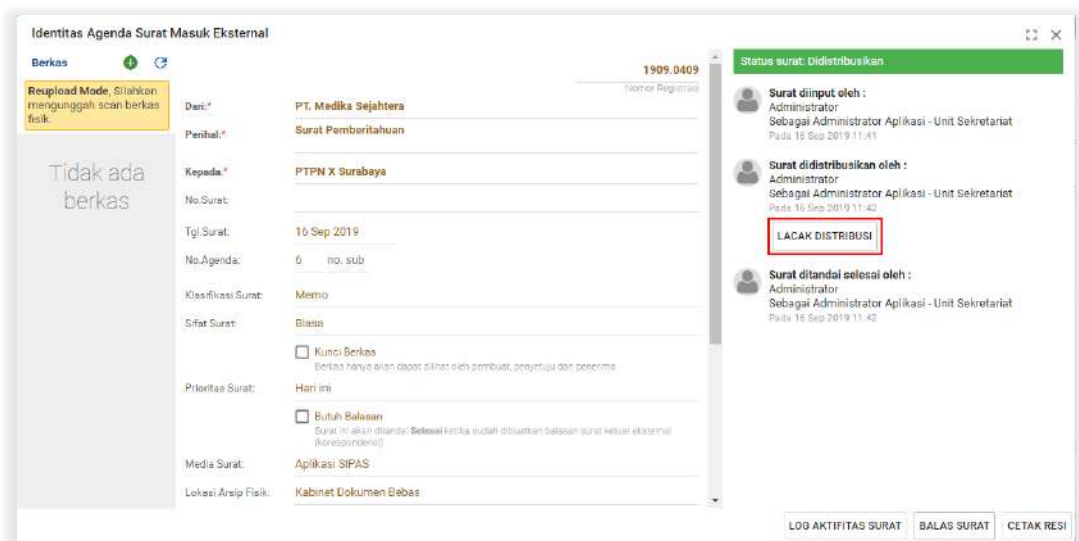 Identitas Agenda Surat Masuk Eksternal
Berkas
Reupload Mode, Silahkan
mengunggah scan berkas
fisik.
Tidak ada
berkas
1909.0409
Nomor Registrasi
Dari:* PT. Medika Sejahtera
Perihal:* Surat Pemberitahuan
Kepada:* PTPN X Surabaya
No.Surat:
Tgl.Surat: 16 Sep 2019
No.Agenda: 6 no. sub
Klasifikasi Surat: Memo
Sifat Surat: Biasa
Kunci Berkas
Berkas hanya akan dapat dilihat oleh pembuat, penyetuju dan penerima.
Prioritas Surat: Hari ini
Butuh Balasan
Surat ini akan ditandai Selesai ketika sudah dibuatkan balasan surat keluar eksternal
(korespondensi)
Media Surat: Aplikasi SIPAS
Lokasi Arsip Fisik: Kabinet Dokumen Bebas
Status surat: Didistribusikan
Surat diinput oleh :
Administrator
Sebagai Administrator Aplikasi - Unit Sekretariat
Pada 16 Sep 2019 11:41
Surat didistribusikan oleh :
Administrator
Sebagai Administrator Aplikasi - Unit Sekretariat
Pada 16 Sep 2019 11:42
LACAK DISTRIBUSI
Surat ditandai selesai oleh :
Administrator
Sebagai Administrator Aplikasi - Unit Sekretariat
Pada 16 Sep 2019 11:42
LOG AKTIFITAS SURAT BALAS SURAT CETAK RESI